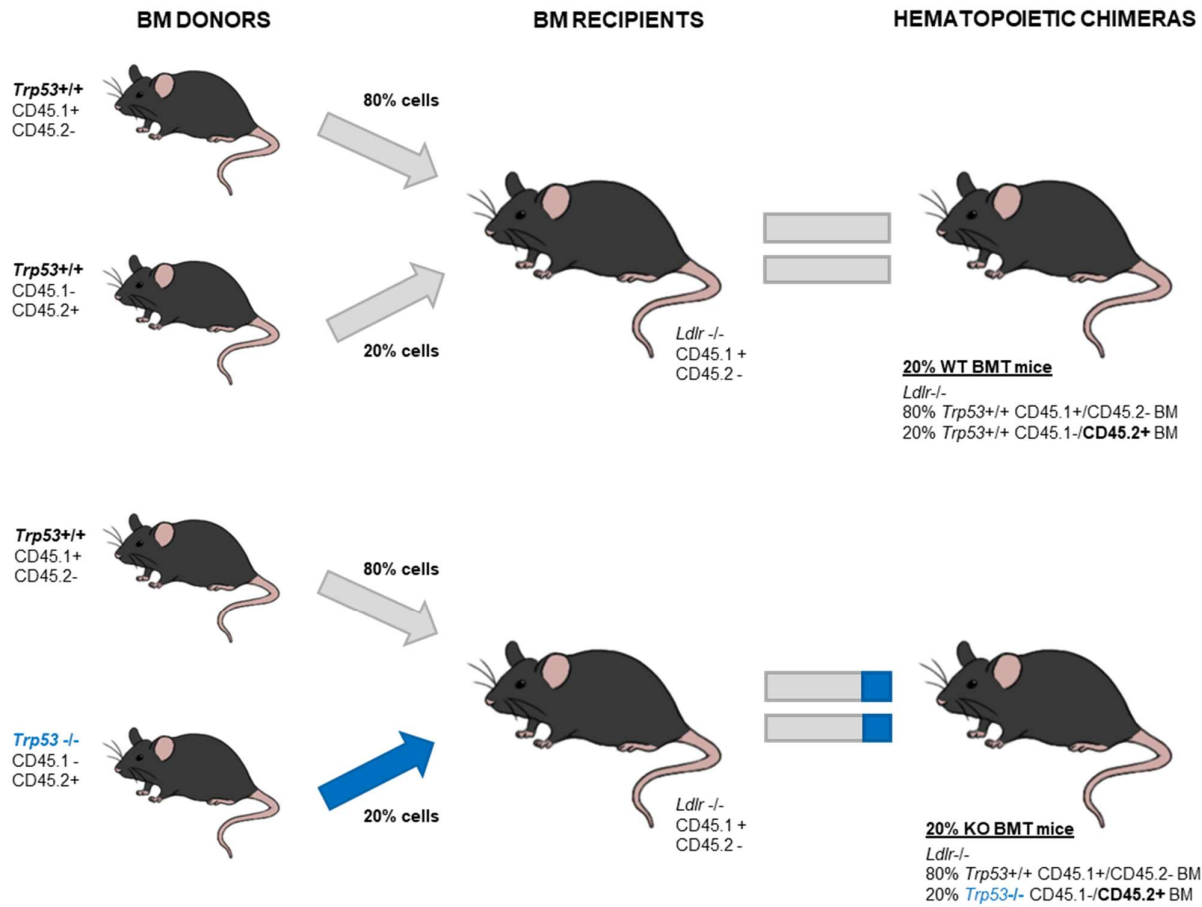 BM DONORS
BM RECIPIENTS
HEMATOPOIETIC CHIMERAS
Trp53+/+
CD45.1+
CD45.2-
80% cells
Trp53+/+
CD45.1-
CD45.2+
20% cells
Ldlr -/-
CD45.1 +
CD45.2 -
20% WT BMT mice
Ldlr-/-
80% Trp53+/+ CD45.1+/CD45.2- BM
20% Trp53+/+ CD45.1-/CD45.2+ BM
Trp53+/+
CD45.1+
CD45.2-
80% cells
Trp53 -/-
CD45.1 -
CD45.2+
20% cells
Ldlr -/-
CD45.1 +
CD45.2 -
20% KO BMT mice
Ldlr-/-
80% Trp53+/+ CD45.1+/CD45.2- BM
20% Trp53-/- CD45.1-/CD45.2+ BM